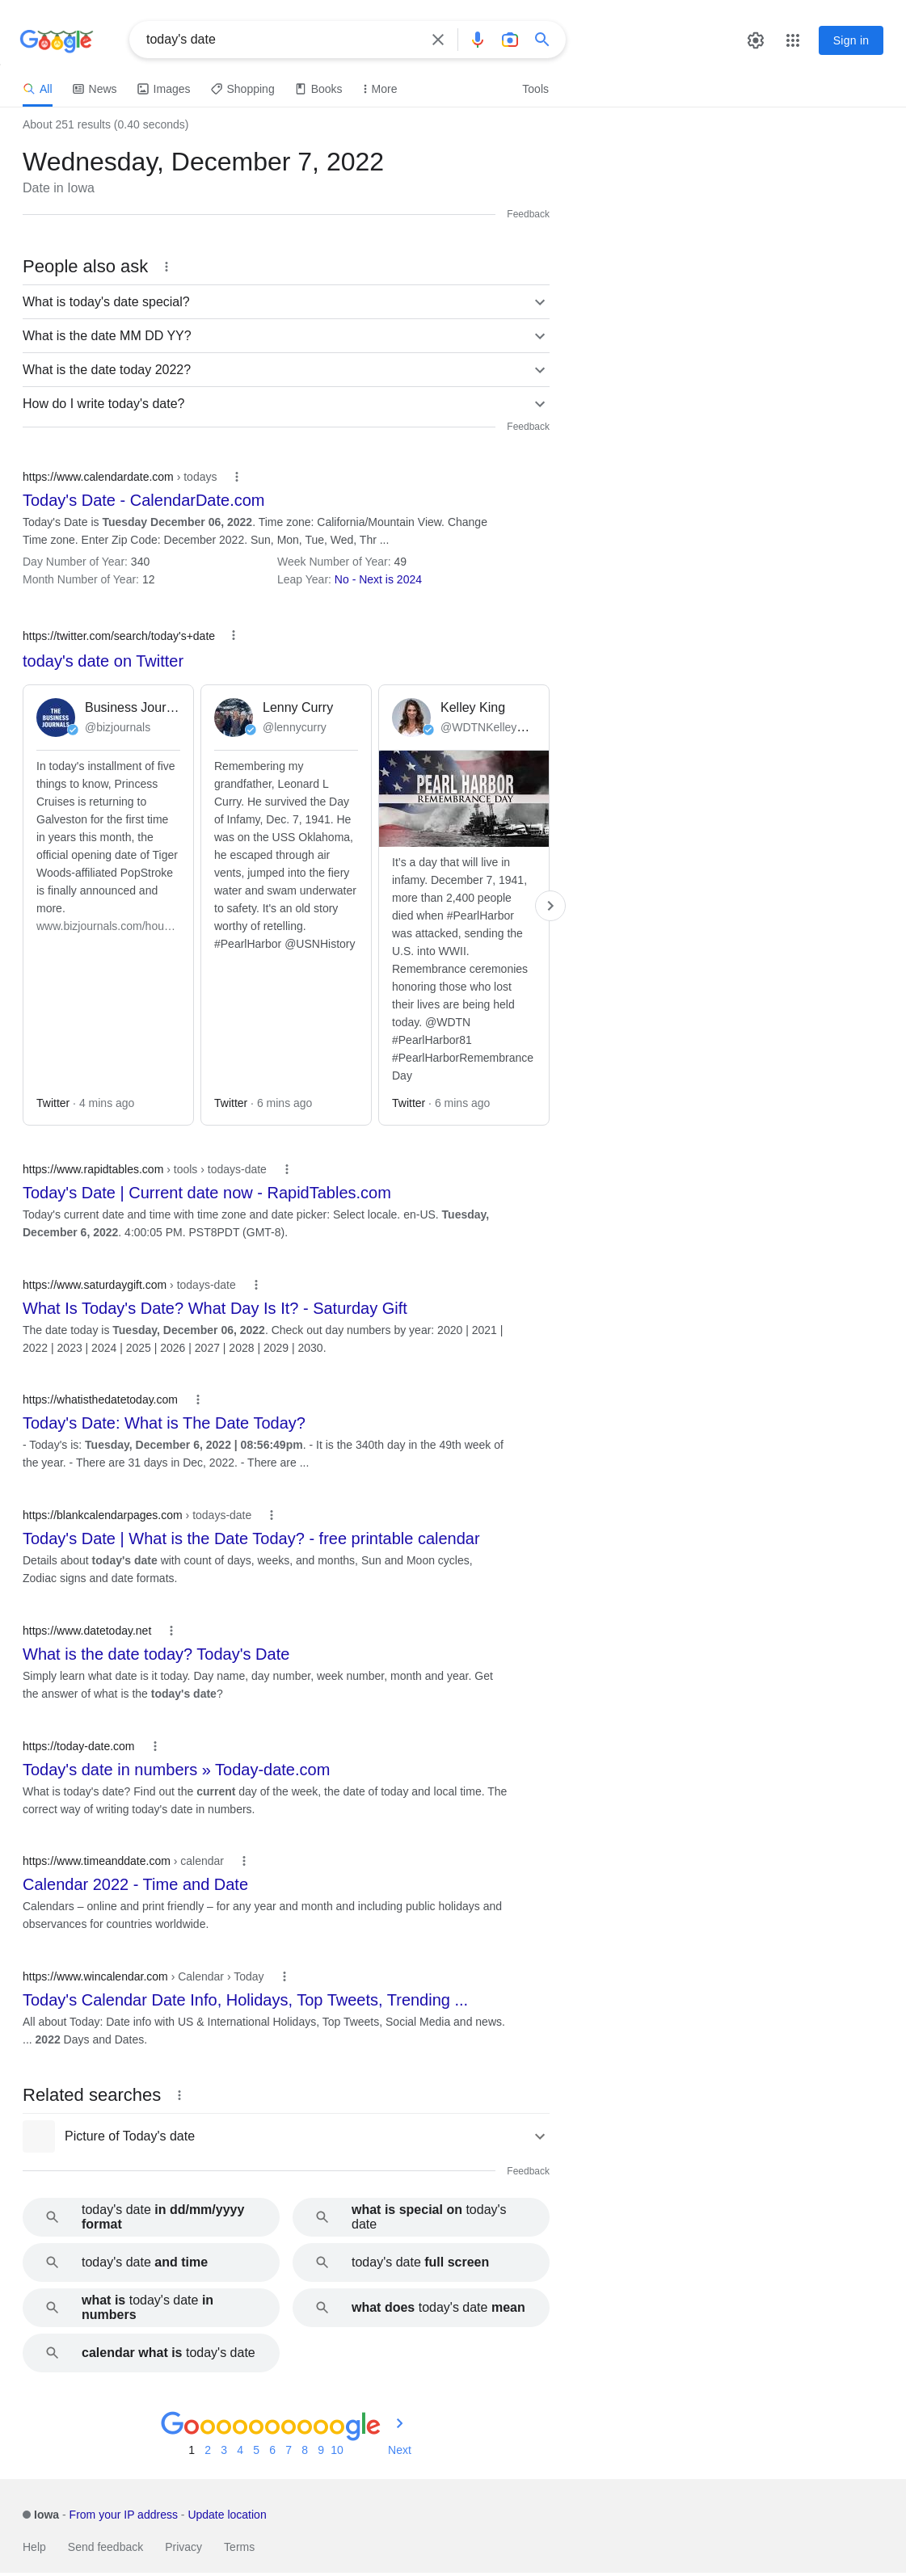 Google
today's date
Sign in
All
News
Images
Shopping
Books
More
Tools
About 251 results (0.40 seconds)
Wednesday, December 7, 2022
Date in Iowa
Feedback
People also ask
What is today's date special?
What is the date MM DD YY?
What is the date today 2022?
How do I write today's date?
Feedback
https://www.calendardate.com › todays
Today's Date - CalendarDate.com
Today's Date is Tuesday December 06, 2022. Time zone: California/Mountain View. Change
Time zone. Enter Zip Code: December 2022. Sun, Mon, Tue, Wed, Thr ...
Day Number of Year: 340
Week Number of Year: 49
Month Number of Year: 12
Leap Year: No - Next is 2024
https://twitter.com/search/today's+date
today's date on Twitter
THE
BUSINESS
JOURNALS
Business Jour…
@bizjournals
In today's installment of five
things to know, Princess
Cruises is returning to
Galveston for the first time
in years this month, the
official opening date of Tiger
Woods-affiliated PopStroke
is finally announced and
more.
www.bizjournals.com/hou…
Twitter · 4 mins ago
Lenny Curry
@lennycurry
Remembering my
grandfather, Leonard L
Curry. He survived the Day
of Infamy, Dec. 7, 1941. He
was on the USS Oklahoma,
he escaped through air
vents, jumped into the fiery
water and swam underwater
to safety. It's an old story
worthy of retelling.
#PearlHarbor @USNHistory
Twitter · 6 mins ago
Kelley King
@WDTNKelley…
PEARL HARBOR
REMEMBRANCE DAY
It's a day that will live in
infamy. December 7, 1941,
more than 2,400 people
died when #PearlHarbor
was attacked, sending the
U.S. into WWII.
Remembrance ceremonies
honoring those who lost
their lives are being held
today. @WDTN
#PearlHarbor81
#PearlHarborRemembrance
Day
Twitter · 6 mins ago
https://www.rapidtables.com › tools › todays-date
Today's Date | Current date now - RapidTables.com
Today's current date and time with time zone and date picker: Select locale. en-US. Tuesday,
December 6, 2022. 4:00:05 PM. PST8PDT (GMT-8).
https://www.saturdaygift.com › todays-date
What Is Today's Date? What Day Is It? - Saturday Gift
The date today is Tuesday, December 06, 2022. Check out day numbers by year: 2020 | 2021 |
2022 | 2023 | 2024 | 2025 | 2026 | 2027 | 2028 | 2029 | 2030.
https://whatisthedatetoday.com
Today's Date: What is The Date Today?
- Today's is: Tuesday, December 6, 2022 | 08:56:49pm. - It is the 340th day in the 49th week of
the year. - There are 31 days in Dec, 2022. - There are ...
https://blankcalendarpages.com › todays-date
Today's Date | What is the Date Today? - free printable calendar
Details about today's date with count of days, weeks, and months, Sun and Moon cycles,
Zodiac signs and date formats.
https://www.datetoday.net
What is the date today? Today's Date
Simply learn what date is it today. Day name, day number, week number, month and year. Get
the answer of what is the today's date?
https://today-date.com
Today's date in numbers » Today-date.com
What is today's date? Find out the current day of the week, the date of today and local time. The
correct way of writing today's date in numbers.
https://www.timeanddate.com › calendar
Calendar 2022 - Time and Date
Calendars – online and print friendly – for any year and month and including public holidays and
observances for countries worldwide.
https://www.wincalendar.com › Calendar › Today
Today's Calendar Date Info, Holidays, Top Tweets, Trending ...
All about Today: Date info with US & International Holidays, Top Tweets, Social Media and news.
... 2022 Days and Dates.
Related searches
Picture of Today's date
Feedback
today's date in dd/mm/yyyy
format
what is special on today's
date
today's date and time
today's date full screen
what is today's date in
numbers
what does today's date mean
calendar what is today's date
Goooooooooogle
1 2 3 4 5 6 7 8 9 10 Next
Iowa - From your IP address - Update location
Help Send feedback Privacy Terms